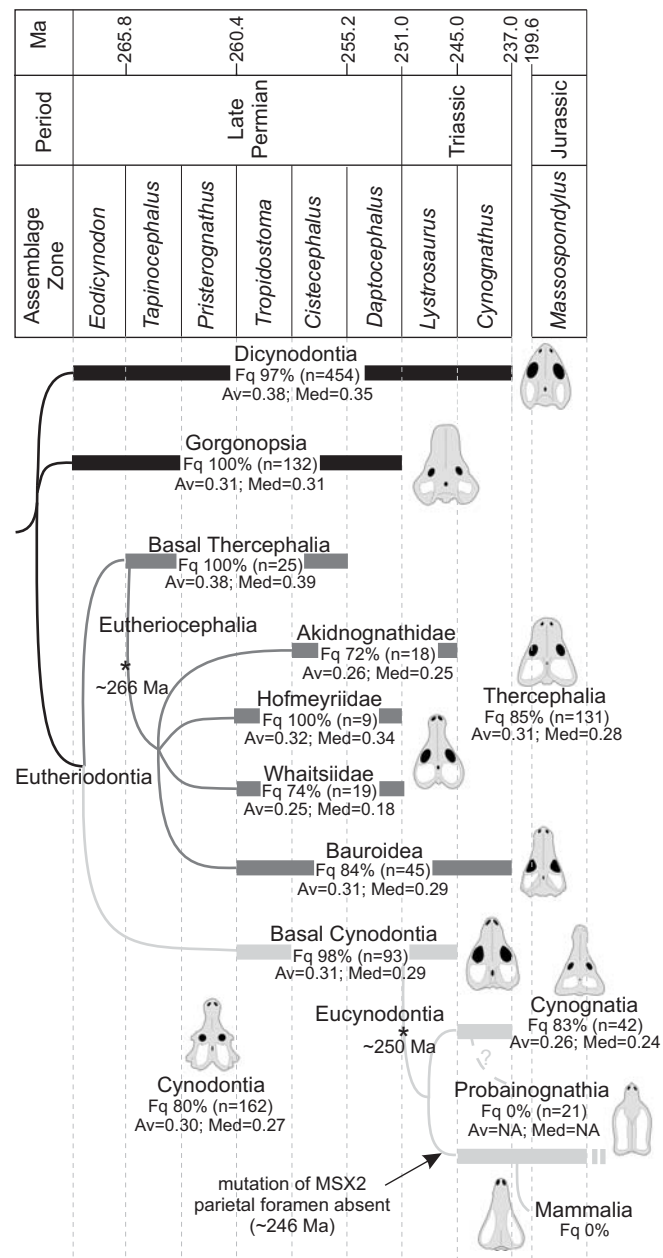 Ma
265.8
260.4
255.2
251.0
245.0
237.0
199.6
Period
Late
Permian
Triassic
Jurassic
Assemblage
Zone
Eodicynodon
Tapinocephalus
Pristerognathus
Tropidostoma
Cistecephalus
Daptocephalus
Lystrosaurus
Cynognathus
Massospondylus
Dicynodontia
Fq 97% (n=454)
Av=0.38; Med=0.35
Gorgonopsia
Fq 100% (n=132)
Av=0.31; Med=0.31
Basal Thercephalia
Fq 100% (n=25)
Av=0.38; Med=0.39
Eutheriocephalia
*
~266 Ma
Akidnognathidae
Fq 72% (n=18)
Av=0.26; Med=0.25
Thercephalia
Fq 85% (n=131)
Av=0.31; Med=0.28
Hofmeyriidae
Fq 100% (n=9)
Av=0.32; Med=0.34
Eutheriodontia
Whaitsiidae
Fq 74% (n=19)
Av=0.25; Med=0.18
Bauroidea
Fq 84% (n=45)
Av=0.31; Med=0.29
Basal Cynodontia
Fq 98% (n=93)
Av=0.31; Med=0.29
Eucynodontia
*
~250 Ma
Cynognatia
Fq 83% (n=42)
Av=0.26; Med=0.24
?
Cynodontia
Fq 80% (n=162)
Av=0.30; Med=0.27
Probainognathia
Fq 0% (n=21)
Av=NA; Med=NA
mutation of MSX2
parietal foramen absent
(~246 Ma)
Mammalia
Fq 0%